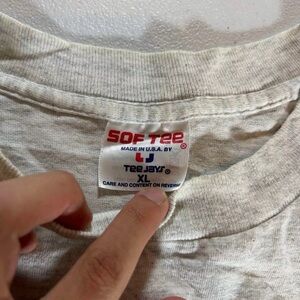 SOF TEE®
MADE IN U.S.A. BY
TEE JAYS®
XL
CARE AND CONTENT ON REVERSE